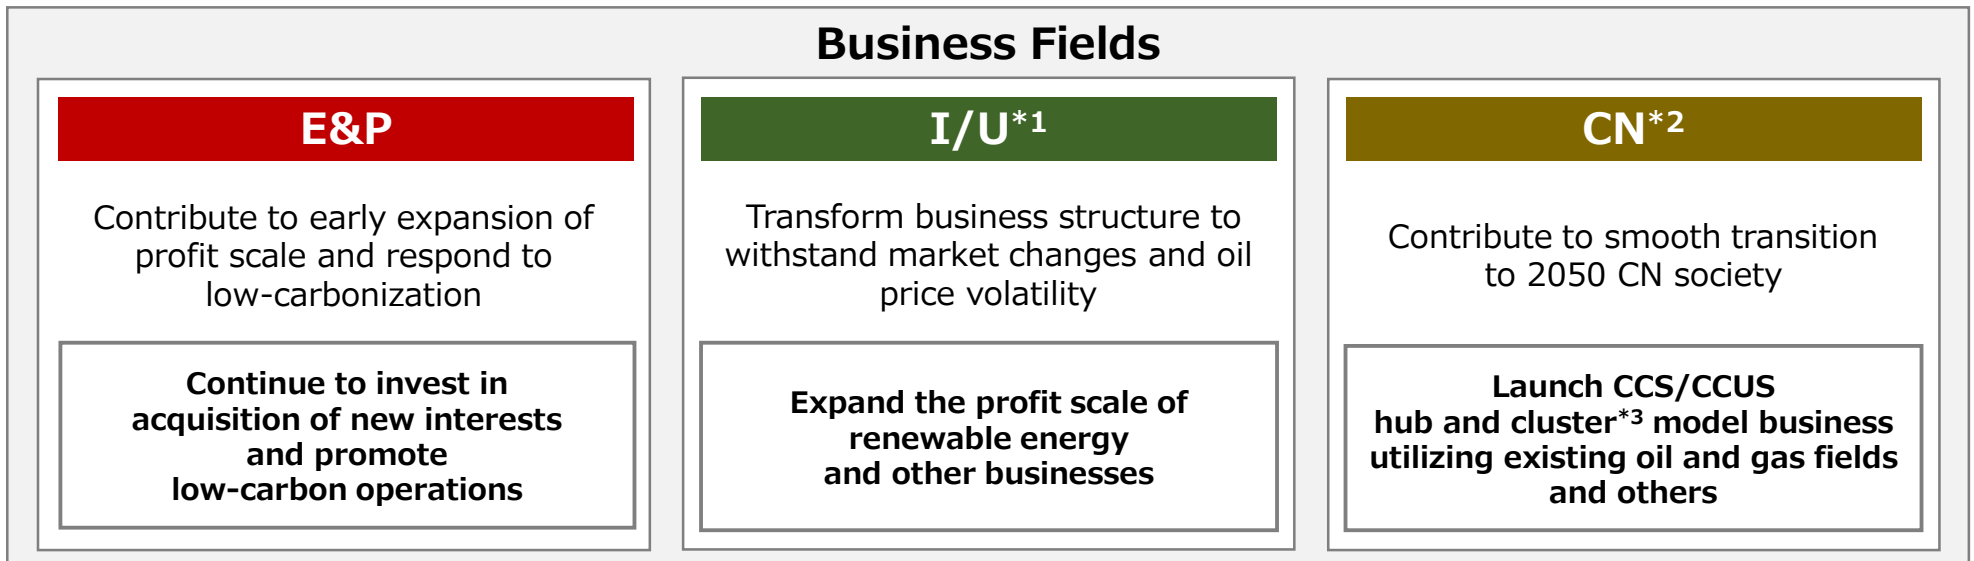 Business Fields
E&P
Contribute to early expansion of
profit scale and respond to
low-carbonization
Continue to invest in
acquisition of new interests
and promote
low-carbon operations
I/U*1
Transform business structure to
withstand market changes and oil
price volatility
Expand the profit scale of
renewable energy
and other businesses
CN*2
Contribute to smooth transition
to 2050 CN society
Launch CCS/CCUS
hub and cluster*3 model business
utilizing existing oil and gas fields
and others